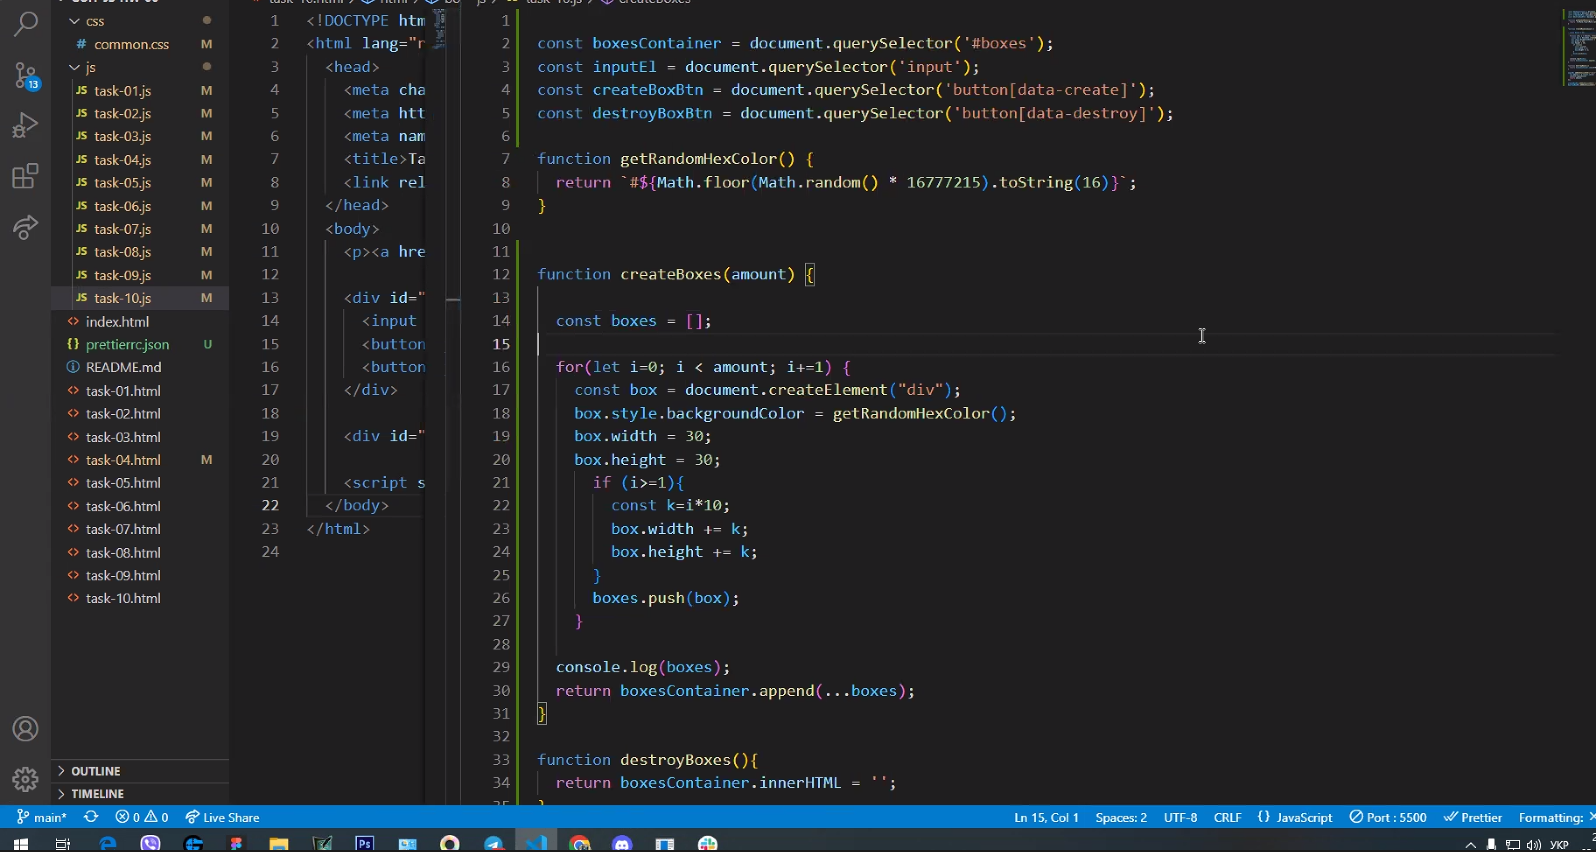 css
# common.css M
js
JS task-01.js M
JS task-02.js M
JS task-03.js M
JS task-04.js M
JS task-05.js M
JS task-06.js M
JS task-07.js M
JS task-08.js M
JS task-09.js M
JS task-10.js M
<> index.html
{} prettierrc.json U
README.md
<> task-01.html
<> task-02.html
<> task-03.html
<> task-04.html M
<> task-05.html
<> task-06.html
<> task-07.html
<> task-08.html
<> task-09.html
<> task-10.html
OUTLINE
TIMELINE
13
1 <!DOCTYPE htm
2 <html lang="r
3 <head>
4 <meta cha
5 <meta htt
6 <meta nam
7 <title>Ta
8 <link rel
9 </head>
10 <body>
11 <p><a hre
12
13 <div id="
14 <input
15 <button
16 <button
17 </div>
18
19 <div id="
20
21 <script s
22 </body>
23 </html>
24
1
2 const boxesContainer = document.querySelector('#boxes');
3 const inputEl = document.querySelector('input');
4 const createBoxBtn = document.querySelector('button[data-create]');
5 const destroyBoxBtn = document.querySelector('button[data-destroy]');
6
7 function getRandomHexColor() {
8 return `#${Math.floor(Math.random() * 16777215).toString(16)}`;
9 }
10
11
12 function createBoxes(amount) {
13
14 const boxes = [];
15
16 for(let i=0; i < amount; i+=1) {
17 const box = document.createElement("div");
18 box.style.backgroundColor = getRandomHexColor();
19 box.width = 30;
20 box.height = 30;
21 if (i>=1){
22 const k=i*10;
23 box.width += k;
24 box.height += k;
25 }
26 boxes.push(box);
27 }
28
29 console.log(boxes);
30 return boxesContainer.append(...boxes);
31 }
32
33 function destroyBoxes(){
34 return boxesContainer.innerHTML = '';
main* 0 0 Live Share Ln 15, Col 1 Spaces: 2 UTF-8 CRLF {} JavaScript Port : 5500 Prettier Formatting:
Ps УКР